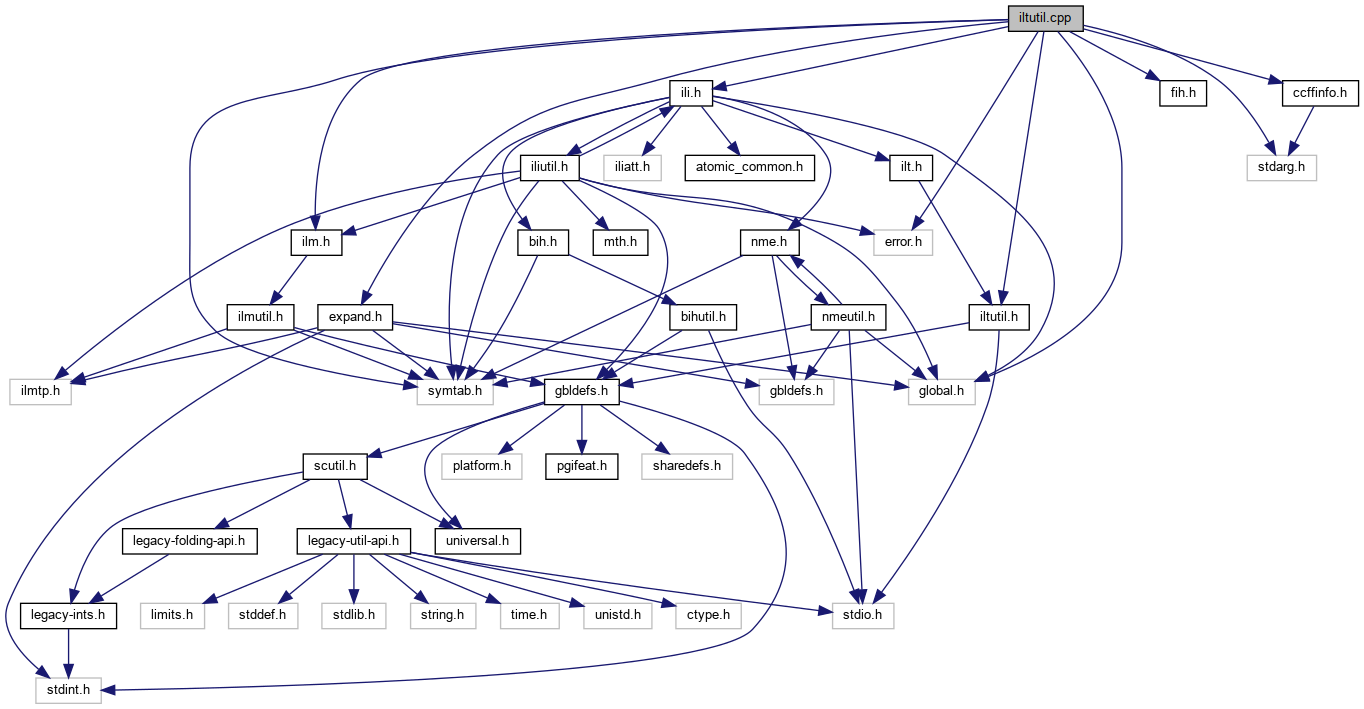 iltutil.cpp
ili.h
fih.h
ccffinfo.h
iliutil.h
iliatt.h
atomic_common.h
ilt.h
stdarg.h
ilm.h
bih.h
mth.h
nme.h
error.h
ilmutil.h
expand.h
bihutil.h
nmeutil.h
iltutil.h
ilmtp.h
symtab.h
gbldefs.h
gbldefs.h
global.h
scutil.h
platform.h
pgifeat.h
sharedefs.h
legacy-folding-api.h
legacy-util-api.h
universal.h
legacy-ints.h
limits.h
stddef.h
stdlib.h
string.h
time.h
unistd.h
ctype.h
stdio.h
stdint.h